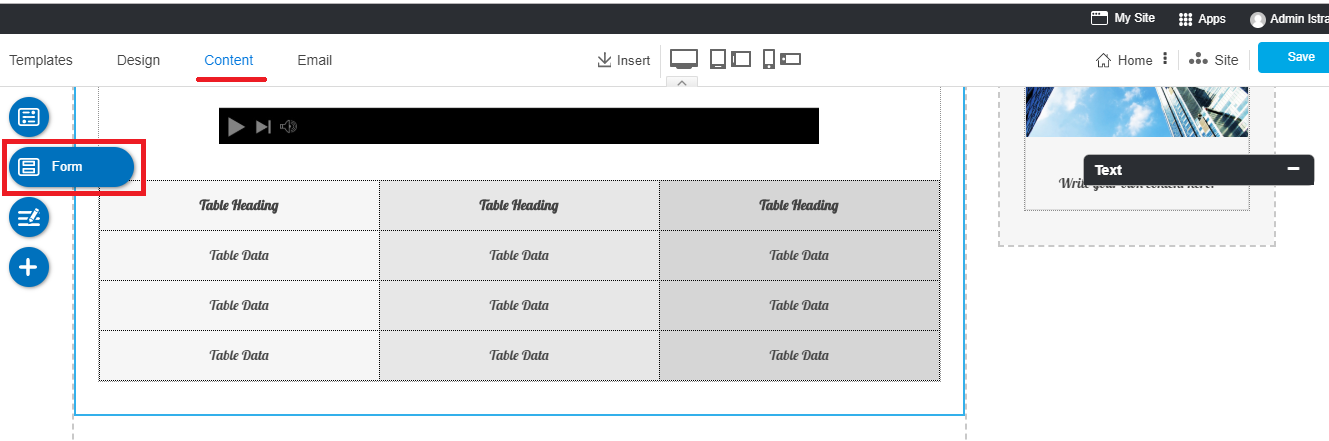 My Site Apps Admin Istra
Templates Design Content Email Insert Home Site Save
Form
Text
Write your own content here.
Table Heading Table Heading Table Heading
Table Data Table Data Table Data
Table Data Table Data Table Data
Table Data Table Data Table Data